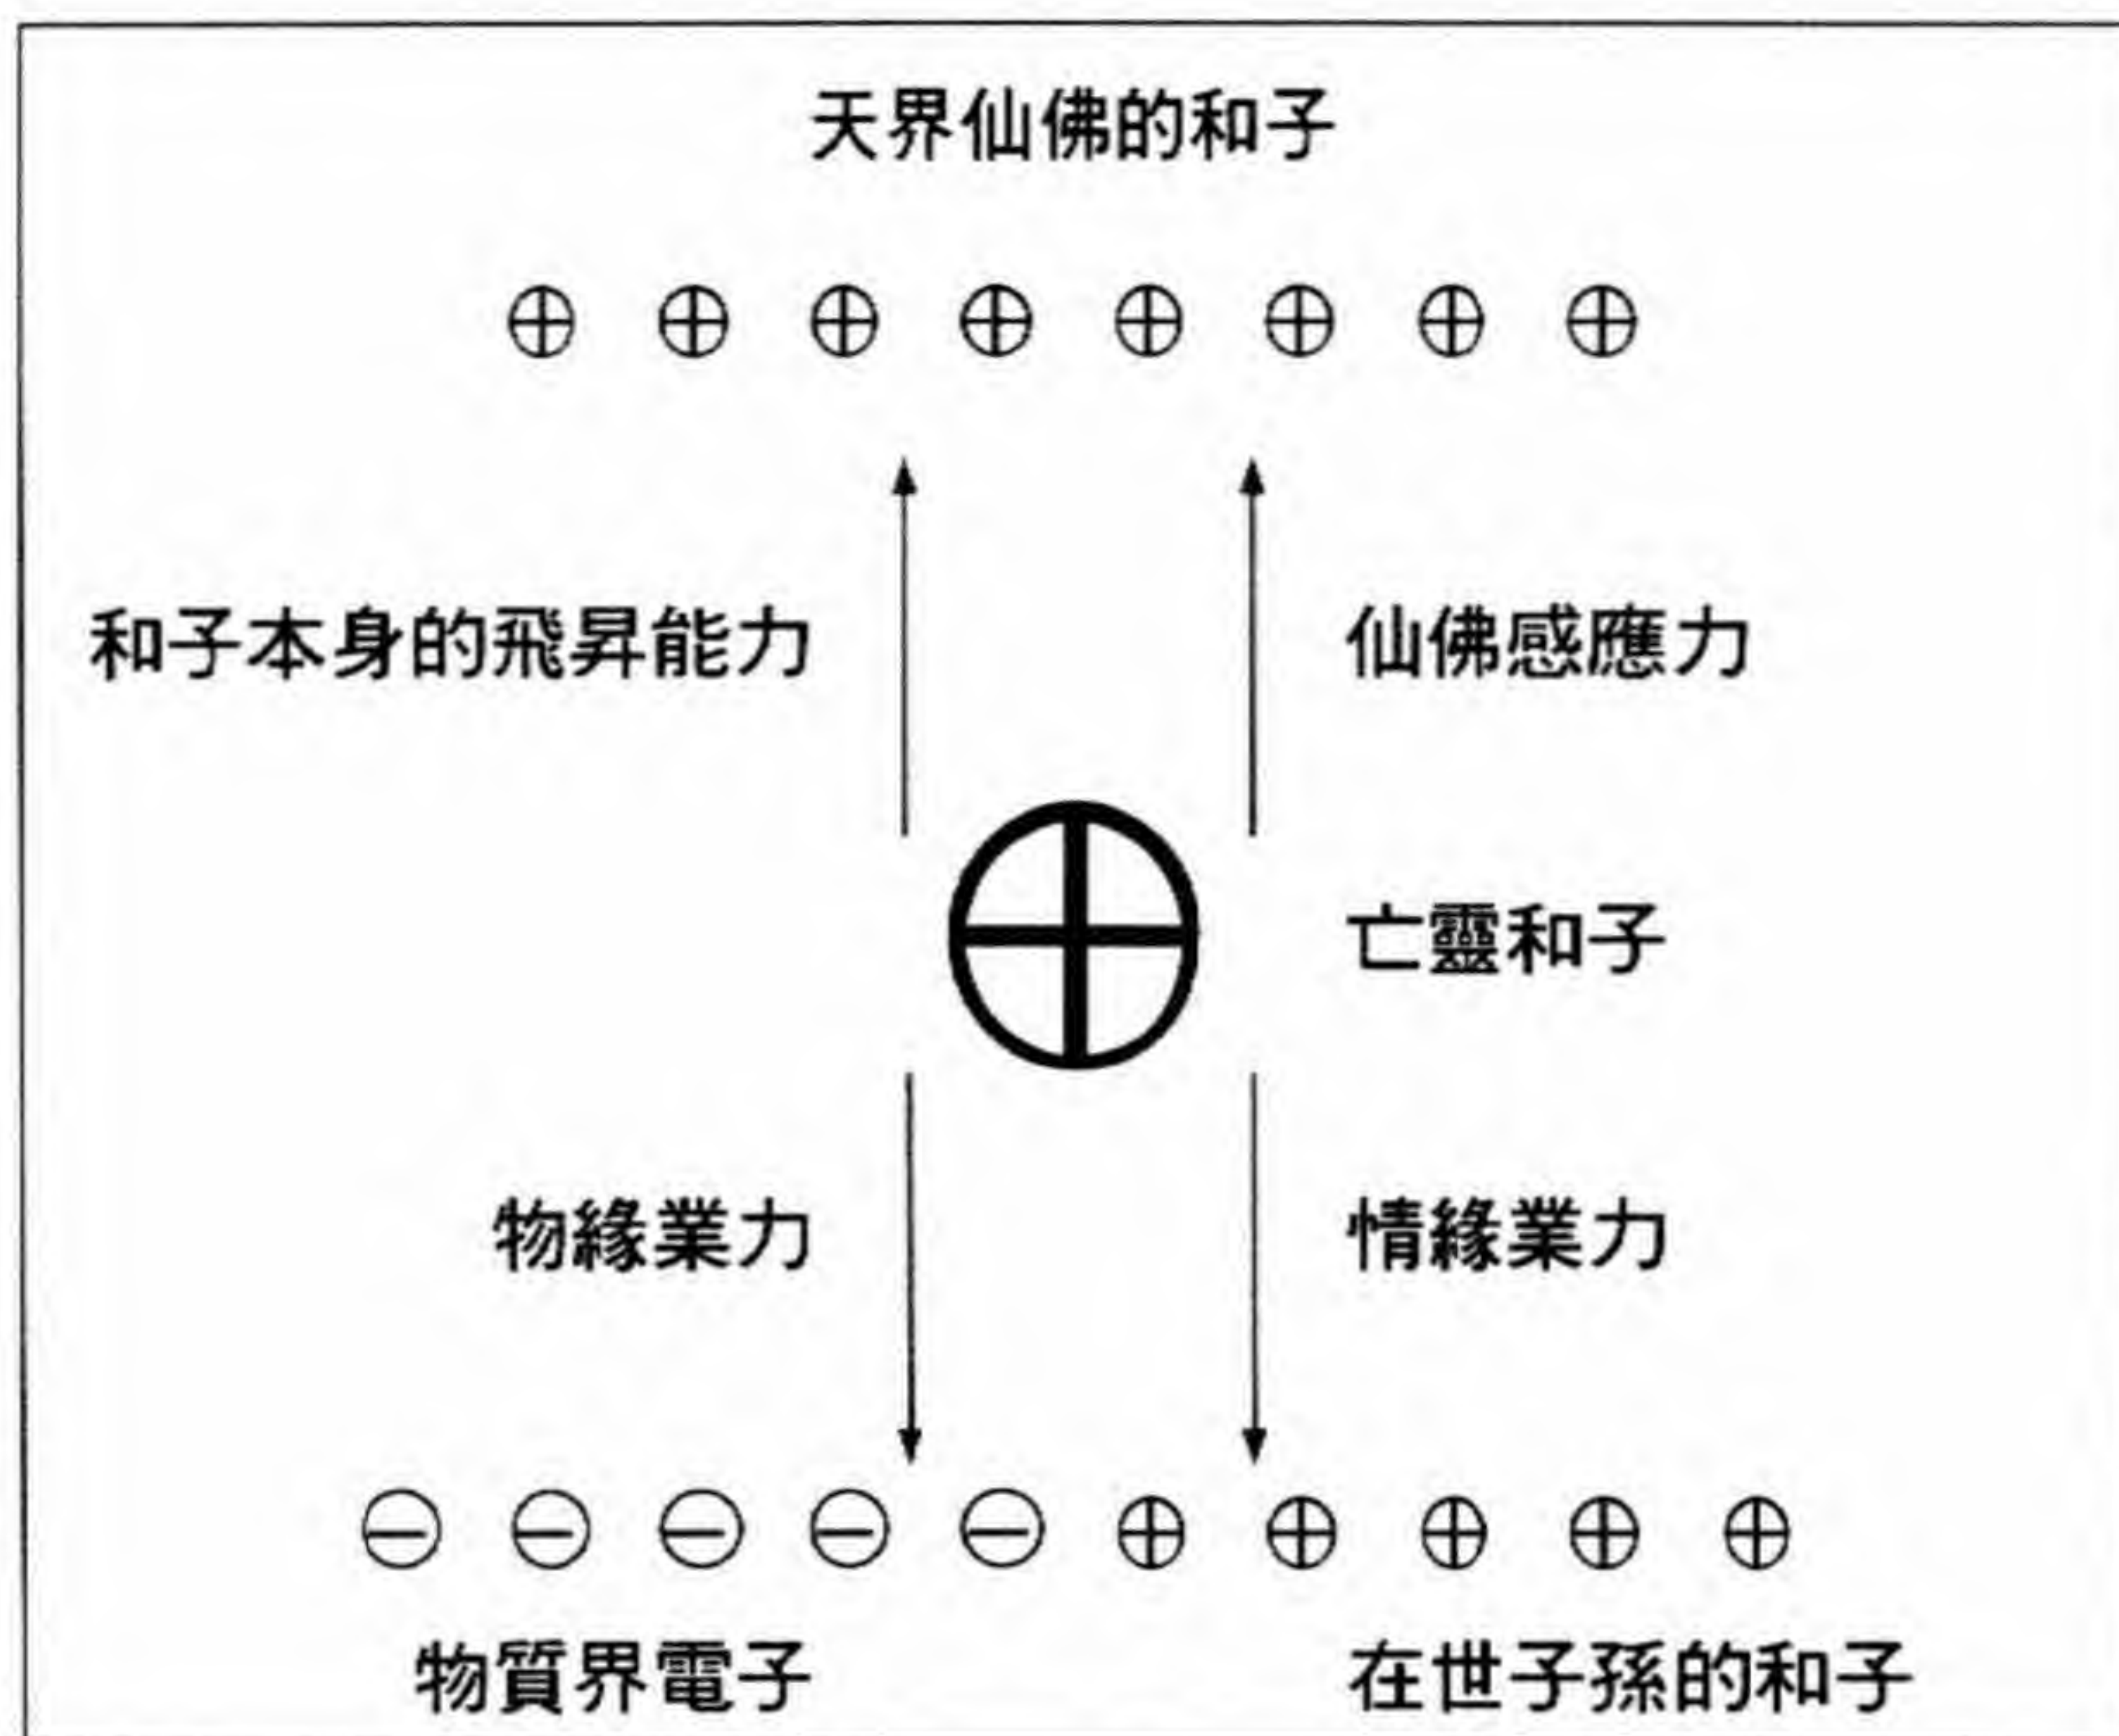 天界仙佛的和子
⊕ ⊕ ⊕ ⊕ ⊕ ⊕ ⊕ ⊕
和子本身的飛昇能力 仙佛感應力
亡靈和子
物緣業力 情緣業力
⊖ ⊖ ⊖ ⊖ ⊖ ⊕ ⊕ ⊕ ⊕ ⊕
物質界電子 在世子孫的和子